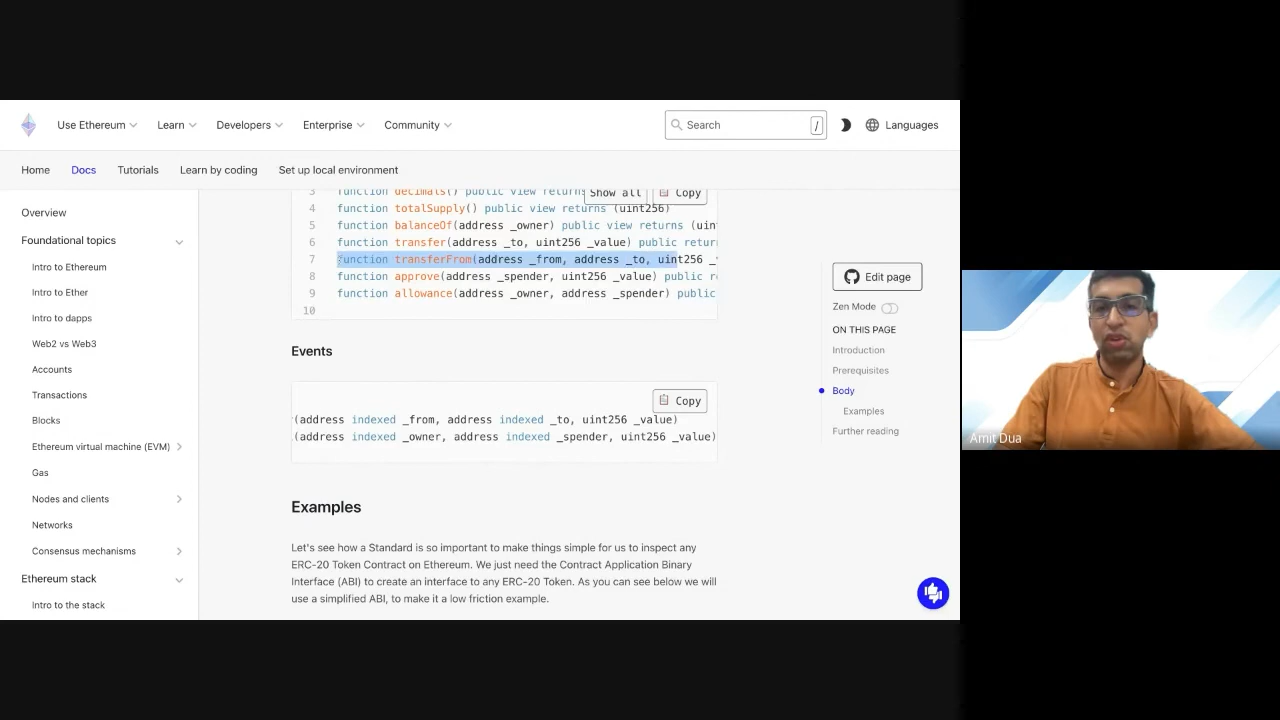 Use Ethereum Learn Developers Enterprise Community Search / Languages
Home Docs Tutorials Learn by coding Set up local environment
Overview
Foundational topics
Intro to Ethereum
Intro to Ether
Intro to dapps
Web2 vs Web3
Accounts
Transactions
Blocks
Ethereum virtual machine (EVM)
Gas
Nodes and clients
Networks
Consensus mechanisms
Ethereum stack
Intro to the stack
Show all Copy
3 function decimals() public view returns
4 function totalSupply() public view returns (uint256)
5 function balanceOf(address _owner) public view returns (uin
6 function transfer(address _to, uint256 _value) public retur
7 function transferFrom(address _from, address _to, uint256 _
8 function approve(address _spender, uint256 _value) public r
9 function allowance(address _owner, address _spender) public
10
Events
Copy
(address indexed _from, address indexed _to, uint256 _value)
(address indexed _owner, address indexed _spender, uint256 _value)
Examples
Let's see how a Standard is so important to make things simple for us to inspect any
ERC-20 Token Contract on Ethereum. We just need the Contract Application Binary
Interface (ABI) to create an interface to any ERC-20 Token. As you can see below we will
use a simplified ABI, to make it a low friction example.
Edit page
Zen Mode
ON THIS PAGE
Introduction
Prerequisites
Body
Examples
Further reading
Amit Dua